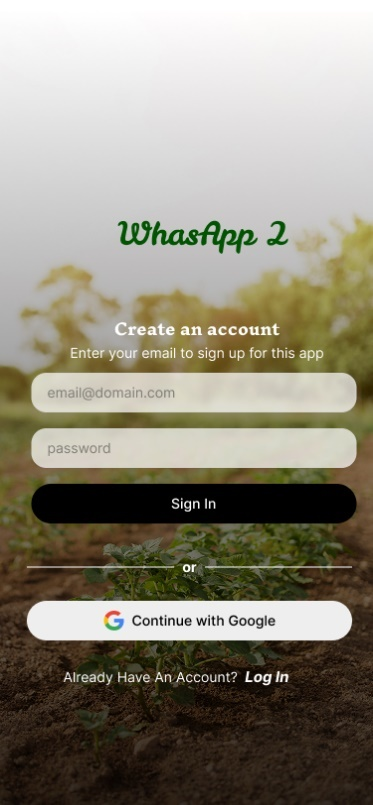 WhasApp 2
Create an account
Enter your email to sign up for this app
email@domain.com
password
Sign In
or
Continue with Google
Already Have An Account? Log In